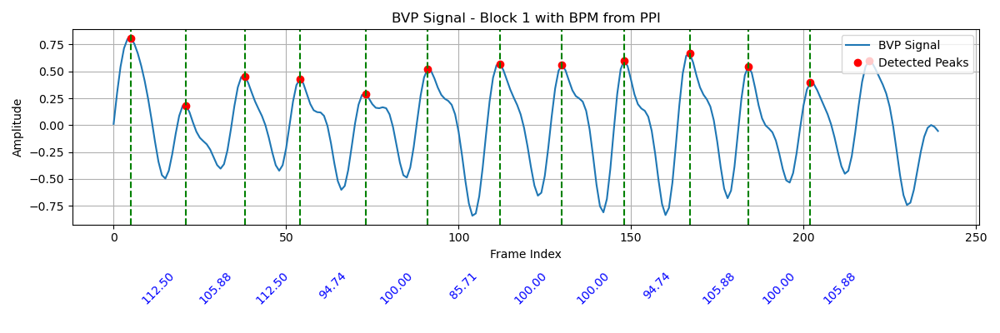 BVP Signal - Block 1 with BPM from PPI
Amplitude
0.75
0.50
0.25
0.00
−0.25
−0.50
−0.75
BVP Signal
Detected Peaks
0 50 100 150 200 250
Frame Index
112.50 105.88 112.50 94.74 100.00 85.71 100.00 100.00 94.74 105.88 100.00 105.88